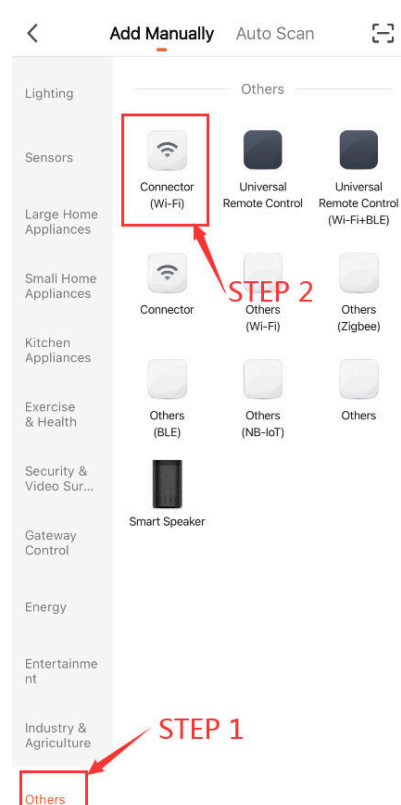 Add Manually Auto Scan
Lighting
Sensors
Large Home
Appliances
Small Home
Appliances
Kitchen
Appliances
Exercise
& Health
Security &
Video Sur...
Gateway
Control
Energy
Entertainme
nt
Industry &
Agriculture
Others
STEP 1
Others
Connector
(Wi-Fi)
Universal
Remote Control
Universal
Remote Control
(Wi-Fi+BLE)
STEP 2
Connector
Others
(Wi-Fi)
Others
(Zigbee)
Others
(BLE)
Others
(NB-IoT)
Others
Smart Speaker